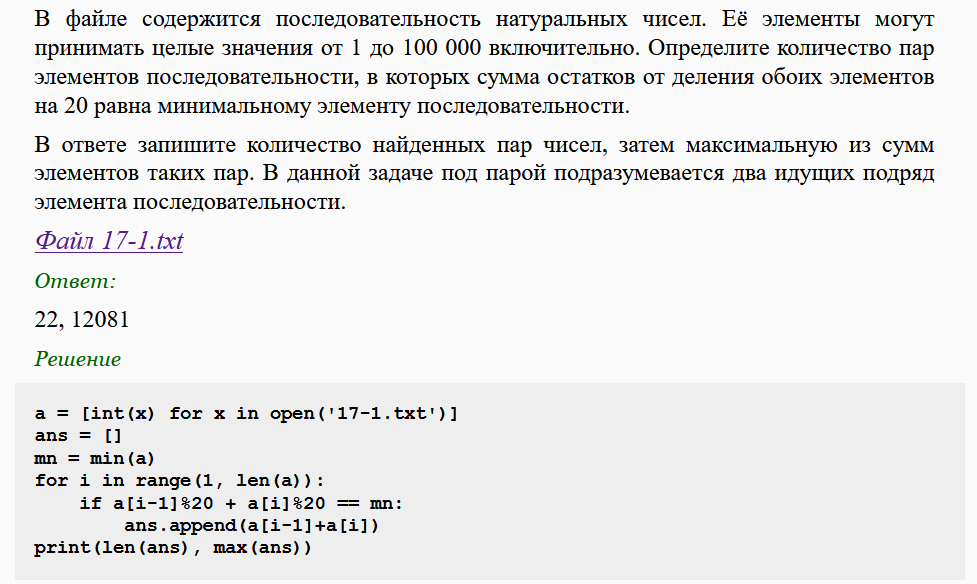 В файле содержится последовательность натуральных чисел. Её элементы могут
принимать целые значения от 1 до 100 000 включительно. Определите количество пар
элементов последовательности, в которых сумма остатков от деления обоих элементов
на 20 равна минимальному элементу последовательности.
В ответе запишите количество найденных пар чисел, затем максимальную из сумм
элементов таких пар. В данной задаче под парой подразумевается два идущих подряд
элемента последовательности.
Файл 17-1.txt
Ответ:
22, 12081
Решение
a = [int(x) for x in open('17-1.txt')]
ans = []
mn = min(a)
for i in range(1, len(a)):
    if a[i-1]%20 + a[i]%20 == mn:
        ans.append(a[i-1]+a[i])
print(len(ans), max(ans))